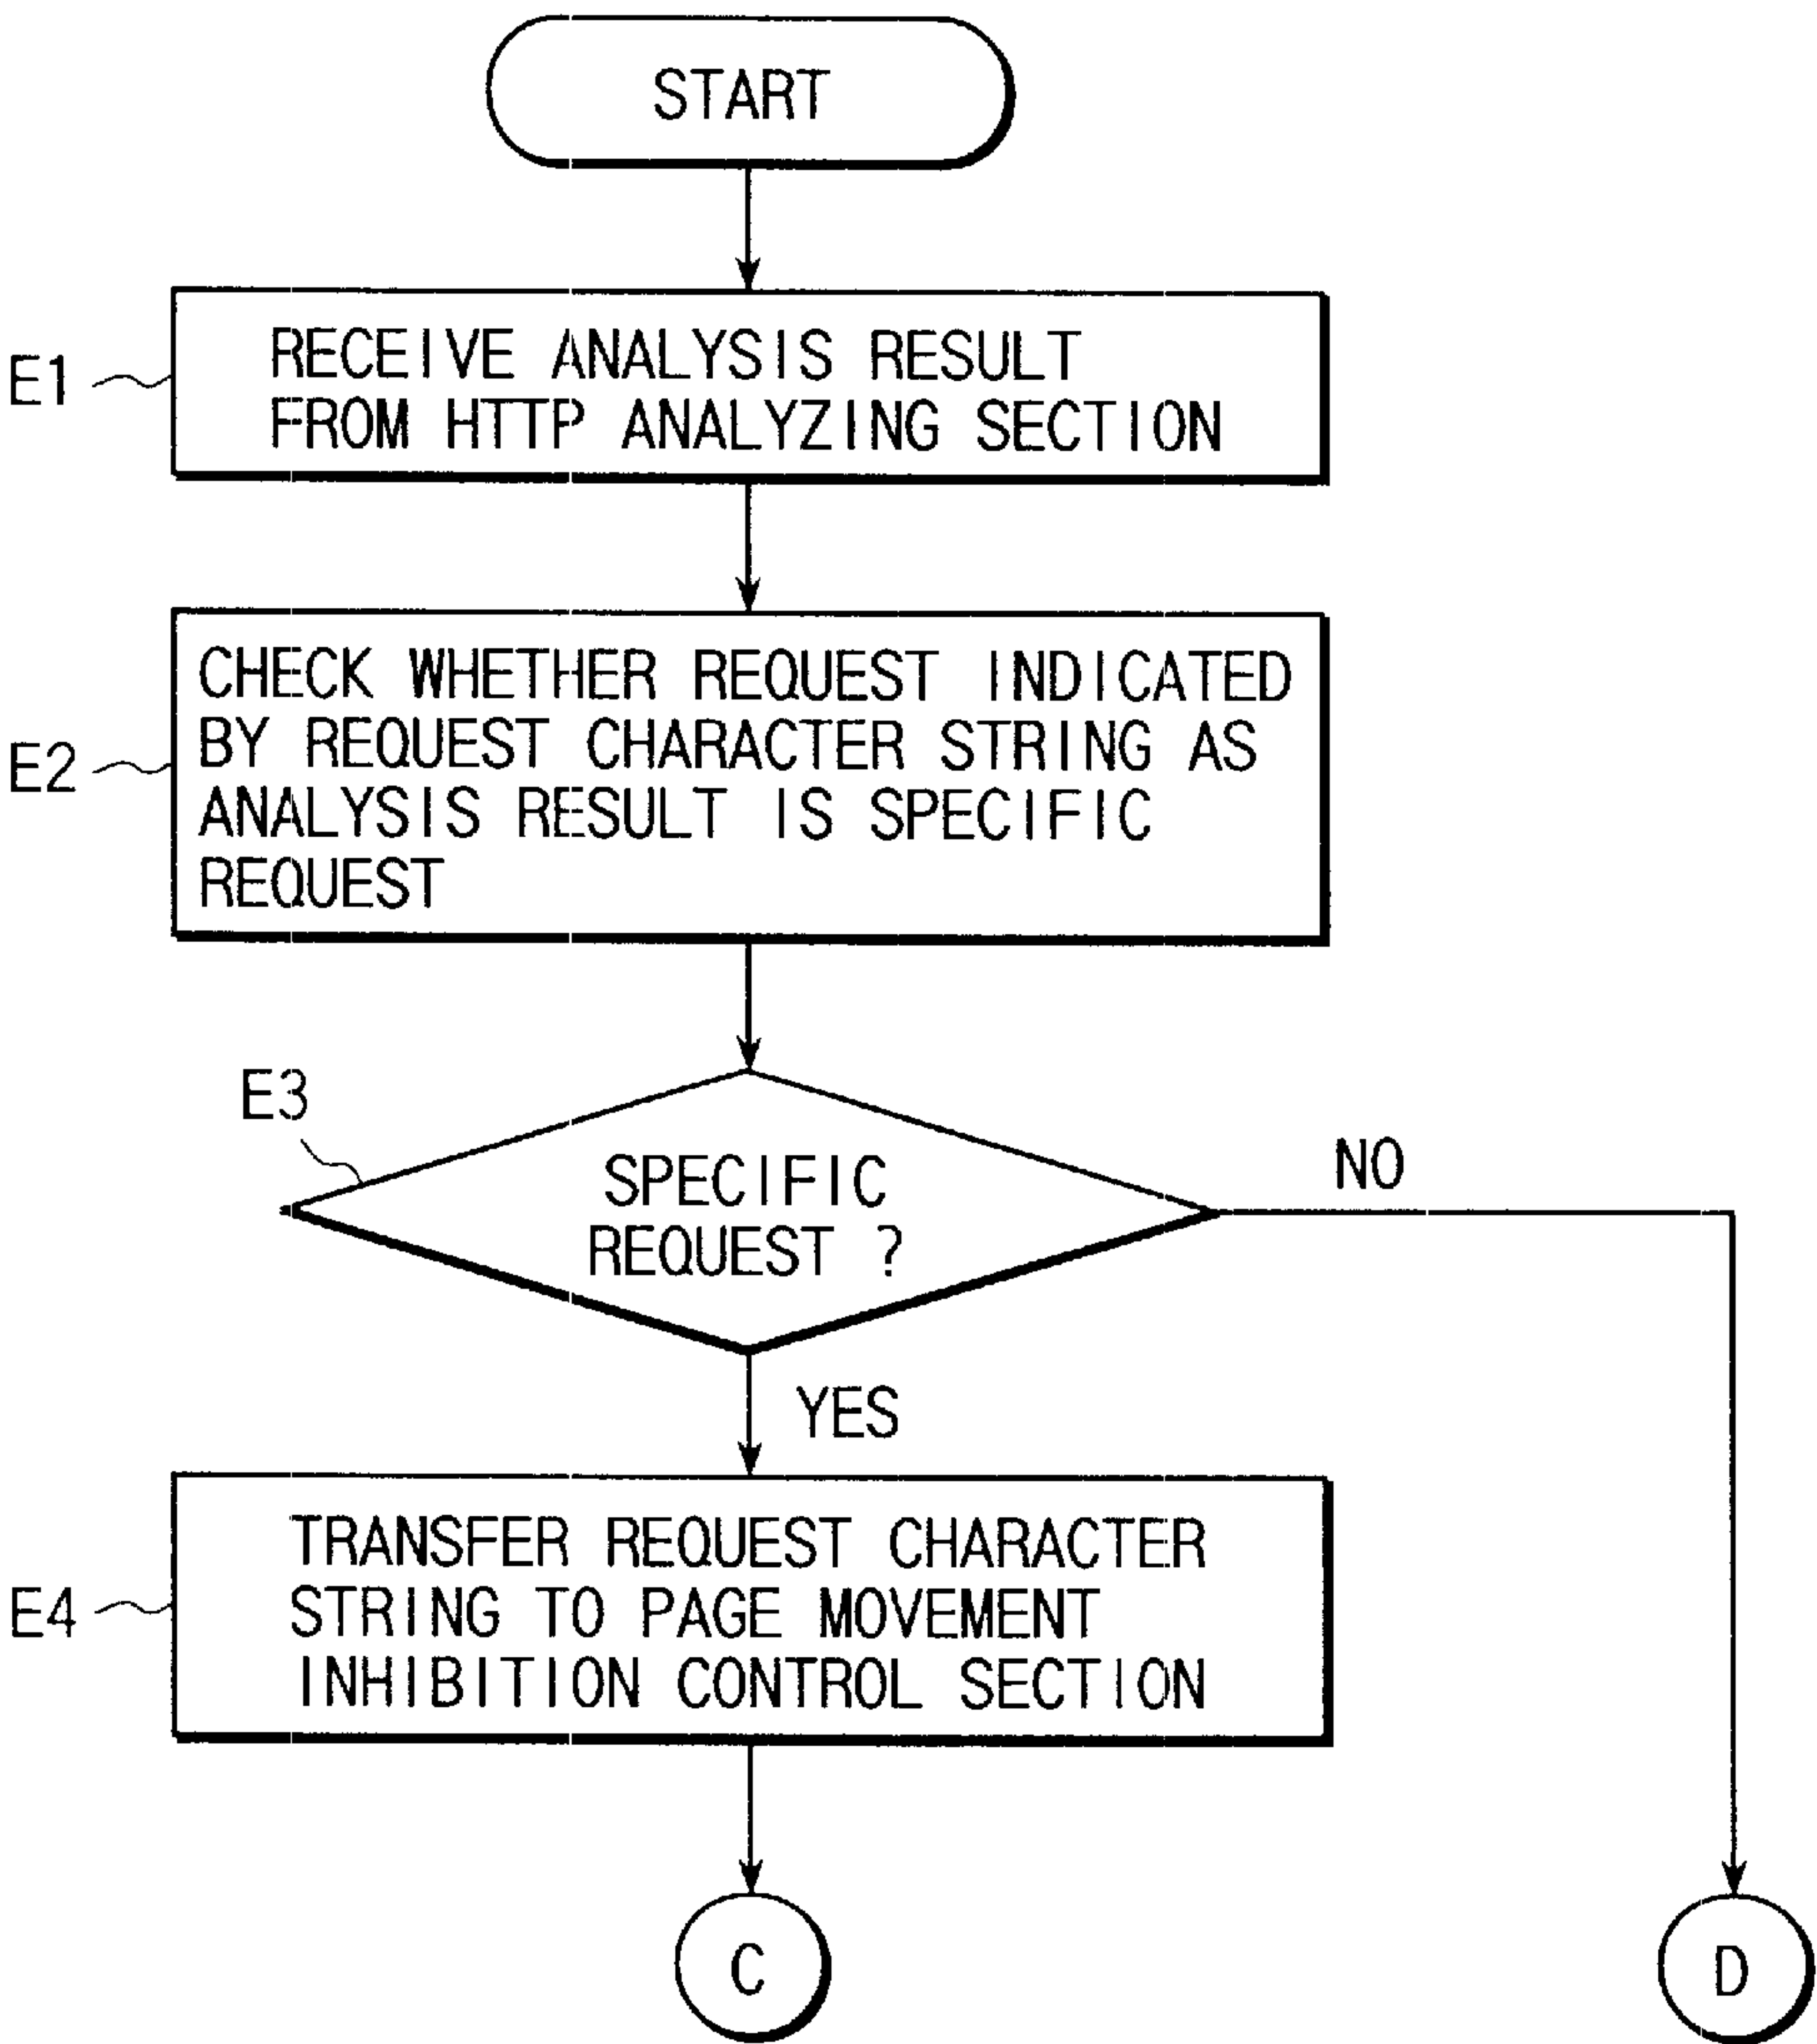 START
E1
RECEIVE ANALYSIS RESULT
FROM HTTP ANALYZING SECTION
E2
CHECK WHETHER REQUEST INDICATED
BY REQUEST CHARACTER STRING AS
ANALYSIS RESULT IS SPECIFIC
REQUEST
E3
SPECIFIC
REQUEST ?
NO
YES
E4
TRANSFER REQUEST CHARACTER
STRING TO PAGE MOVEMENT
INHIBITION CONTROL SECTION
C
D